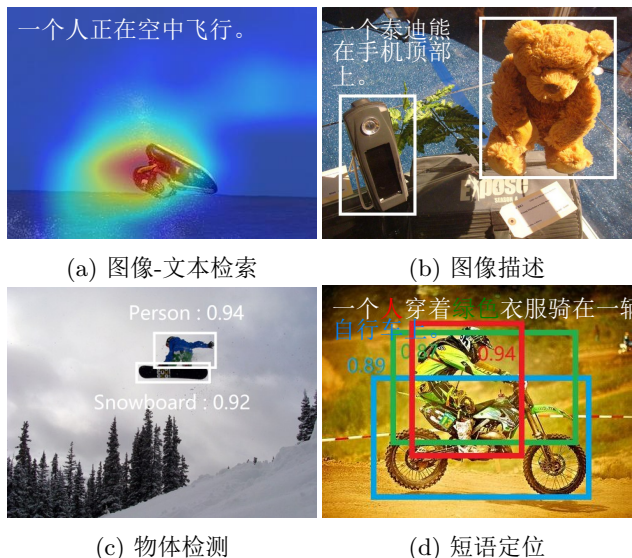 一个人正在空中飞行。
一个泰迪熊
在手机顶部
上。
Expose
(a) 图像-文本检索
(b) 图像描述
Person : 0.94
Snowboard : 0.92
一个人穿着绿色衣服骑在一辆
自行车上。
0.94
0.89
(c) 物体检测
(d) 短语定位